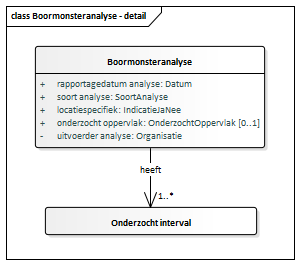 class Boormonsteranalyse - detail
Boormonsteranalyse
+ rapportagedatum analyse: Datum
+ soort analyse: SoortAnalyse
+ locatiespecifiek: IndicatieJaNee
+ onderzocht oppervlak: OnderzochtOppervlak [0..1]
- uitvoerder analyse: Organisatie
heeft
1..*
Onderzocht interval